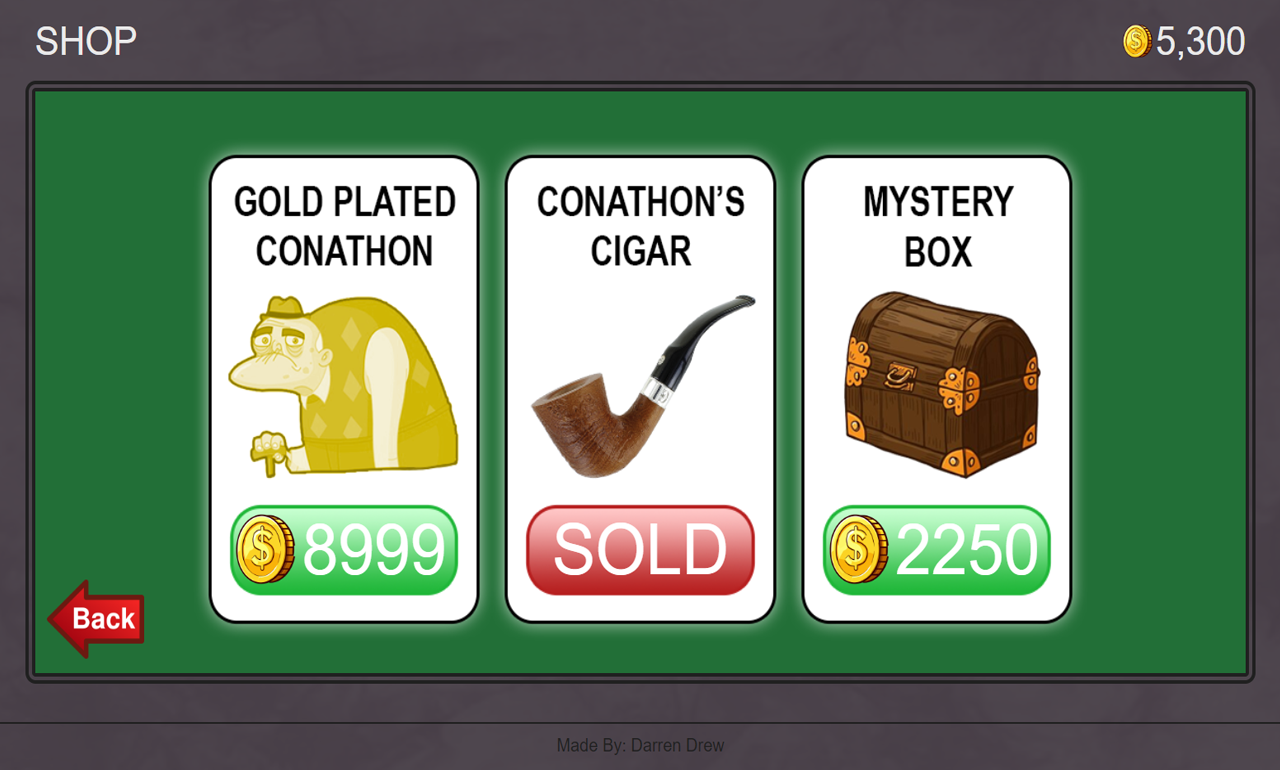 SHOP
5,300
GOLD PLATED
CONATHON
CONATHON’S
CIGAR
MYSTERY
BOX
$ 8999
SOLD
$ 2250
Back
Made By: Darren Drew